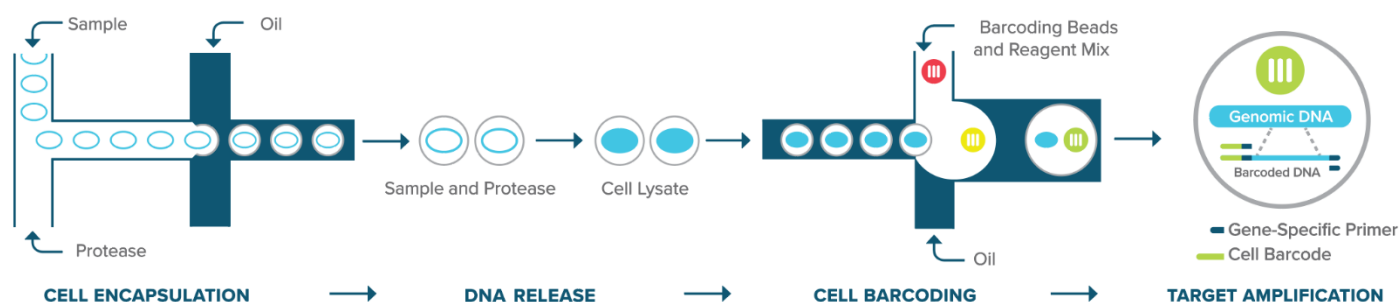 Sample
Oil
Protease
Sample and Protease
Cell Lysate
Barcoding Beads
and Reagent Mix
Oil
Genomic DNA
Barcoded DNA
Gene-Specific Primer
Cell Barcode
CELL ENCAPSULATION
DNA RELEASE
CELL BARCODING
TARGET AMPLIFICATION